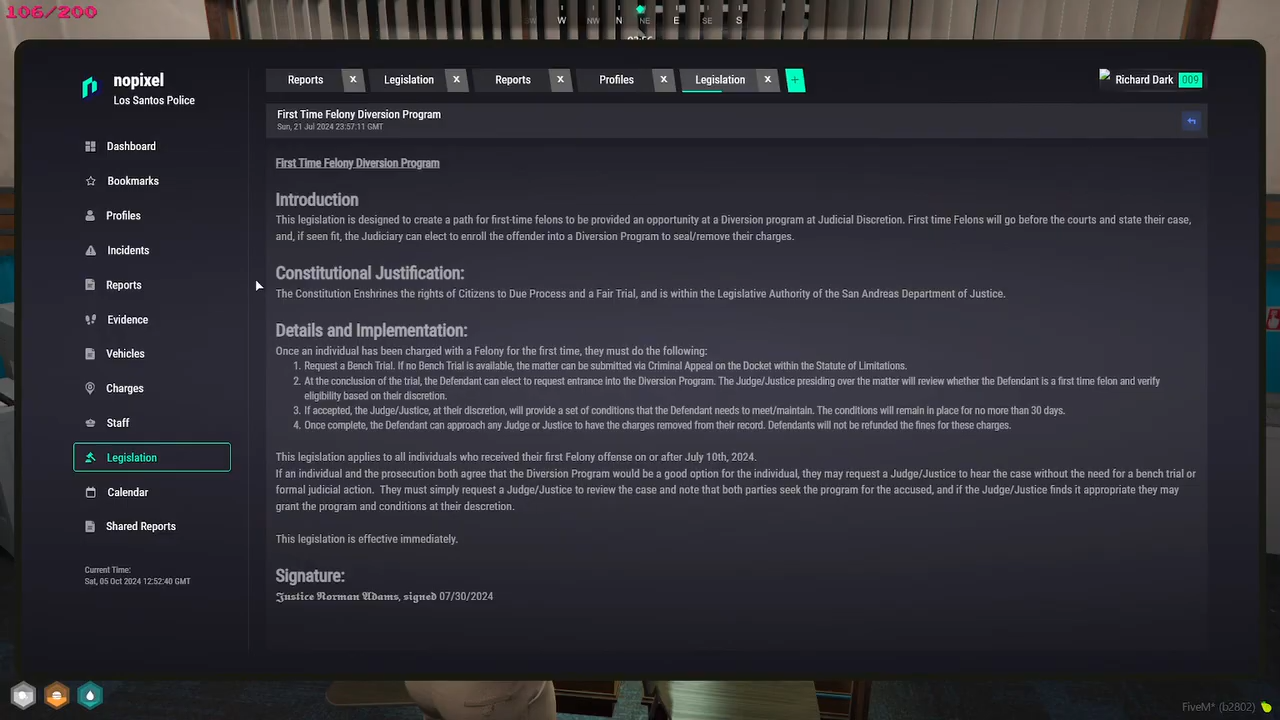 106/200
W NW N NE E SE S
nopixel
Los Santos Police
Reports x Legislation x Reports x Profiles x Legislation x +
Richard Dark 009
First Time Felony Diversion Program
Sun, 21 Jul 2024 23:57:11 GMT
Dashboard
Bookmarks
Profiles
Incidents
Reports
Evidence
Vehicles
Charges
Staff
Legislation
Calendar
Shared Reports
Current Time:
Sat, 05 Oct 2024 12:52:40 GMT
First Time Felony Diversion Program
Introduction
This legislation is designed to create a path for first-time felons to be provided an opportunity at a Diversion program at Judicial Discretion. First time Felons will go before the courts and state their case,
and, if seen fit, the Judiciary can elect to enroll the offender into a Diversion Program to seal/remove their charges.
Constitutional Justification:
The Constitution Enshrines the rights of Citizens to Due Process and a Fair Trial, and is within the Legislative Authority of the San Andreas Department of Justice.
Details and Implementation:
Once an individual has been charged with a Felony for the first time, they must do the following:
1. Request a Bench Trial. If no Bench Trial is available, the matter can be submitted via Criminal Appeal on the Docket within the Statute of Limitations.
2. At the conclusion of the trial, the Defendant can elect to request entrance into the Diversion Program. The Judge/Justice presiding over the matter will review whether the Defendant is a first time felon and verify
eligibility based on their discretion.
3. If accepted, the Judge/Justice, at their discretion, will provide a set of conditions that the Defendant needs to meet/maintain. The conditions will remain in place for no more than 30 days.
4. Once complete, the Defendant can approach any Judge or Justice to have the charges removed from their record. Defendants will not be refunded the fines for these charges.
This legislation applies to all individuals who received their first Felony offense on or after July 10th, 2024.
If an individual and the prosecution both agree that the Diversion Program would be a good option for the individual, they may request a Judge/Justice to hear the case without the need for a bench trial or
formal judicial action. They must simply request a Judge/Justice to review the case and note that both parties seek the program for the accused, and if the Judge/Justice finds it appropriate they may
grant the program and conditions at their descretion.
This legislation is effective immediately.
Signature:
Justice Norman Adams, signed 07/30/2024
FiveM* (b2802)